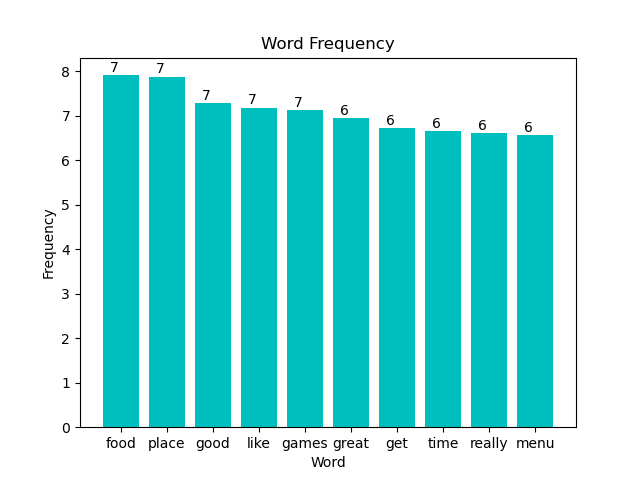 Word Frequency
8
7
6
5
4
3
2
1
0
Frequency
7 7 7 7 7 6 6 6 6 6
food place good like games great get time really menu
Word